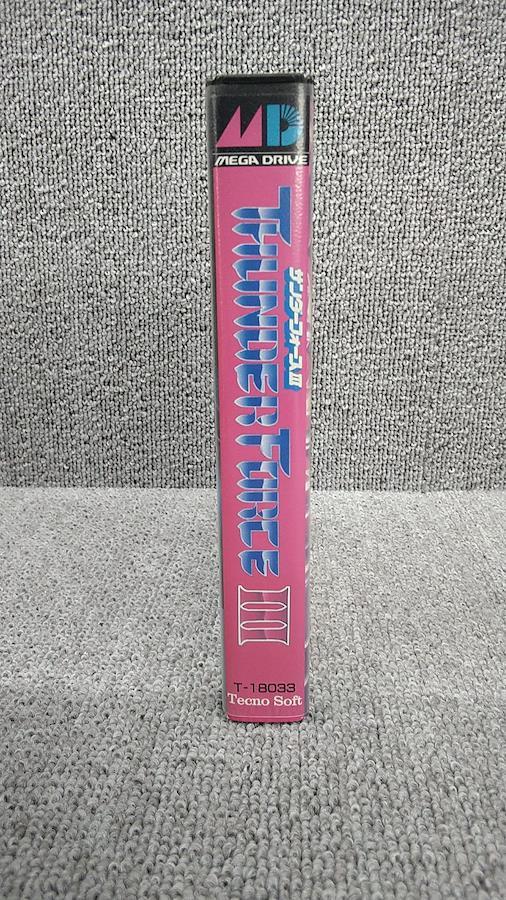 MD
MEGA DRIVE
THUNDER FORCE III
サンダーフォースIII
T-18033
Tecno Soft